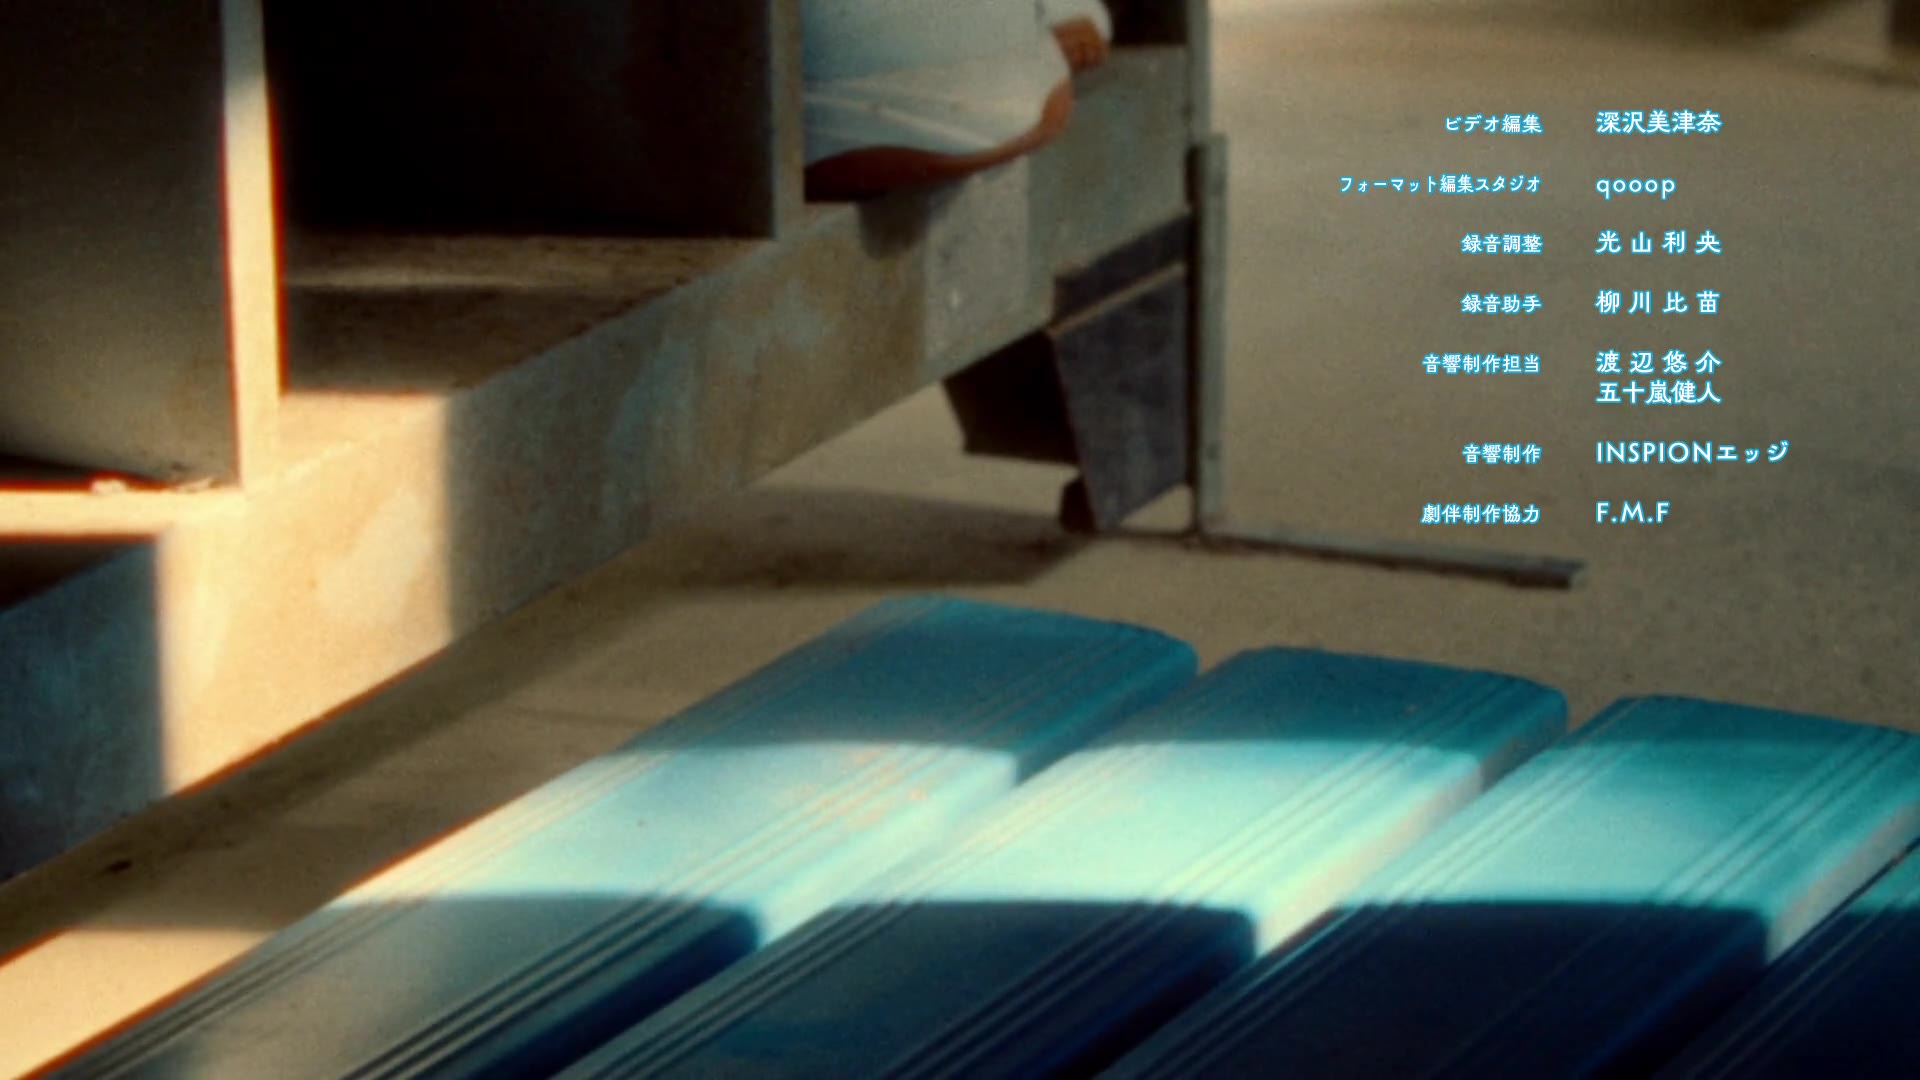 ビデオ編集 深沢美津奈
フォーマット編集スタジオ qooop
録音調整 光山利央
録音助手 柳川比苗
音響制作担当 渡辺悠介
五十嵐健人
音響制作 INSPIONエッジ
劇伴制作協力 F.M.F